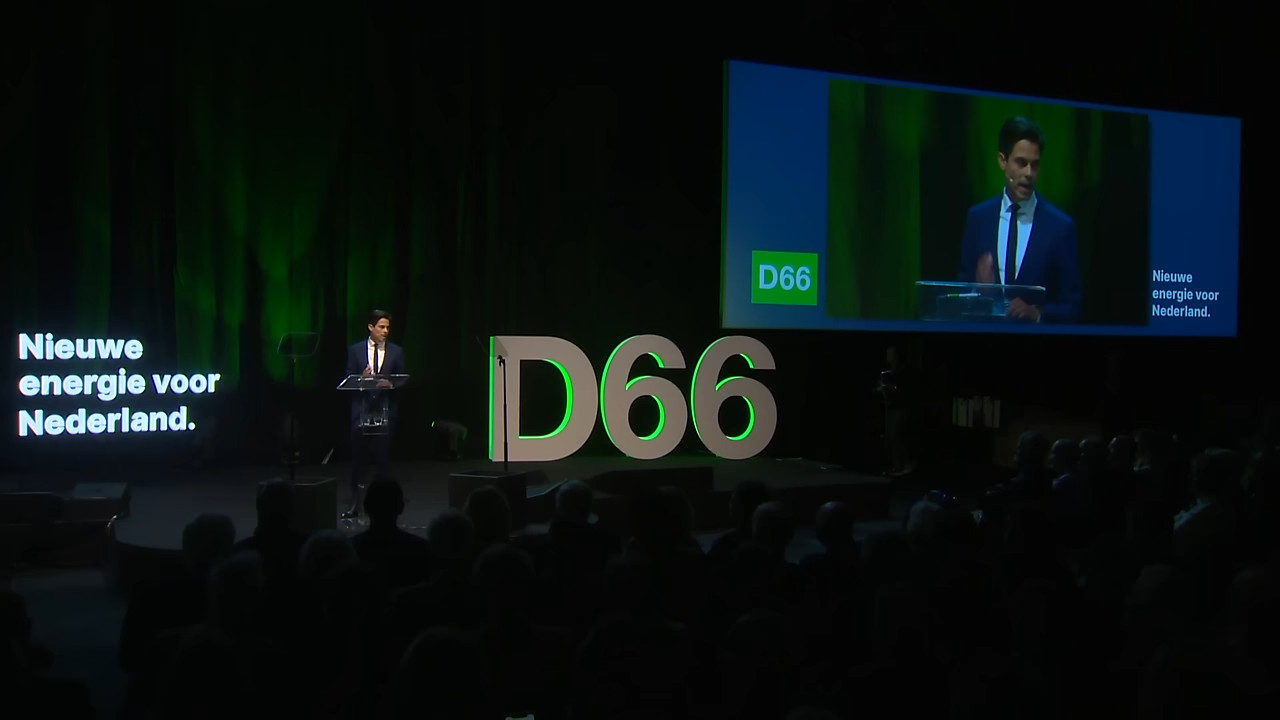 Nieuwe
energie voor
Nederland.
D66
D66
Nieuwe
energie voor
Nederland.